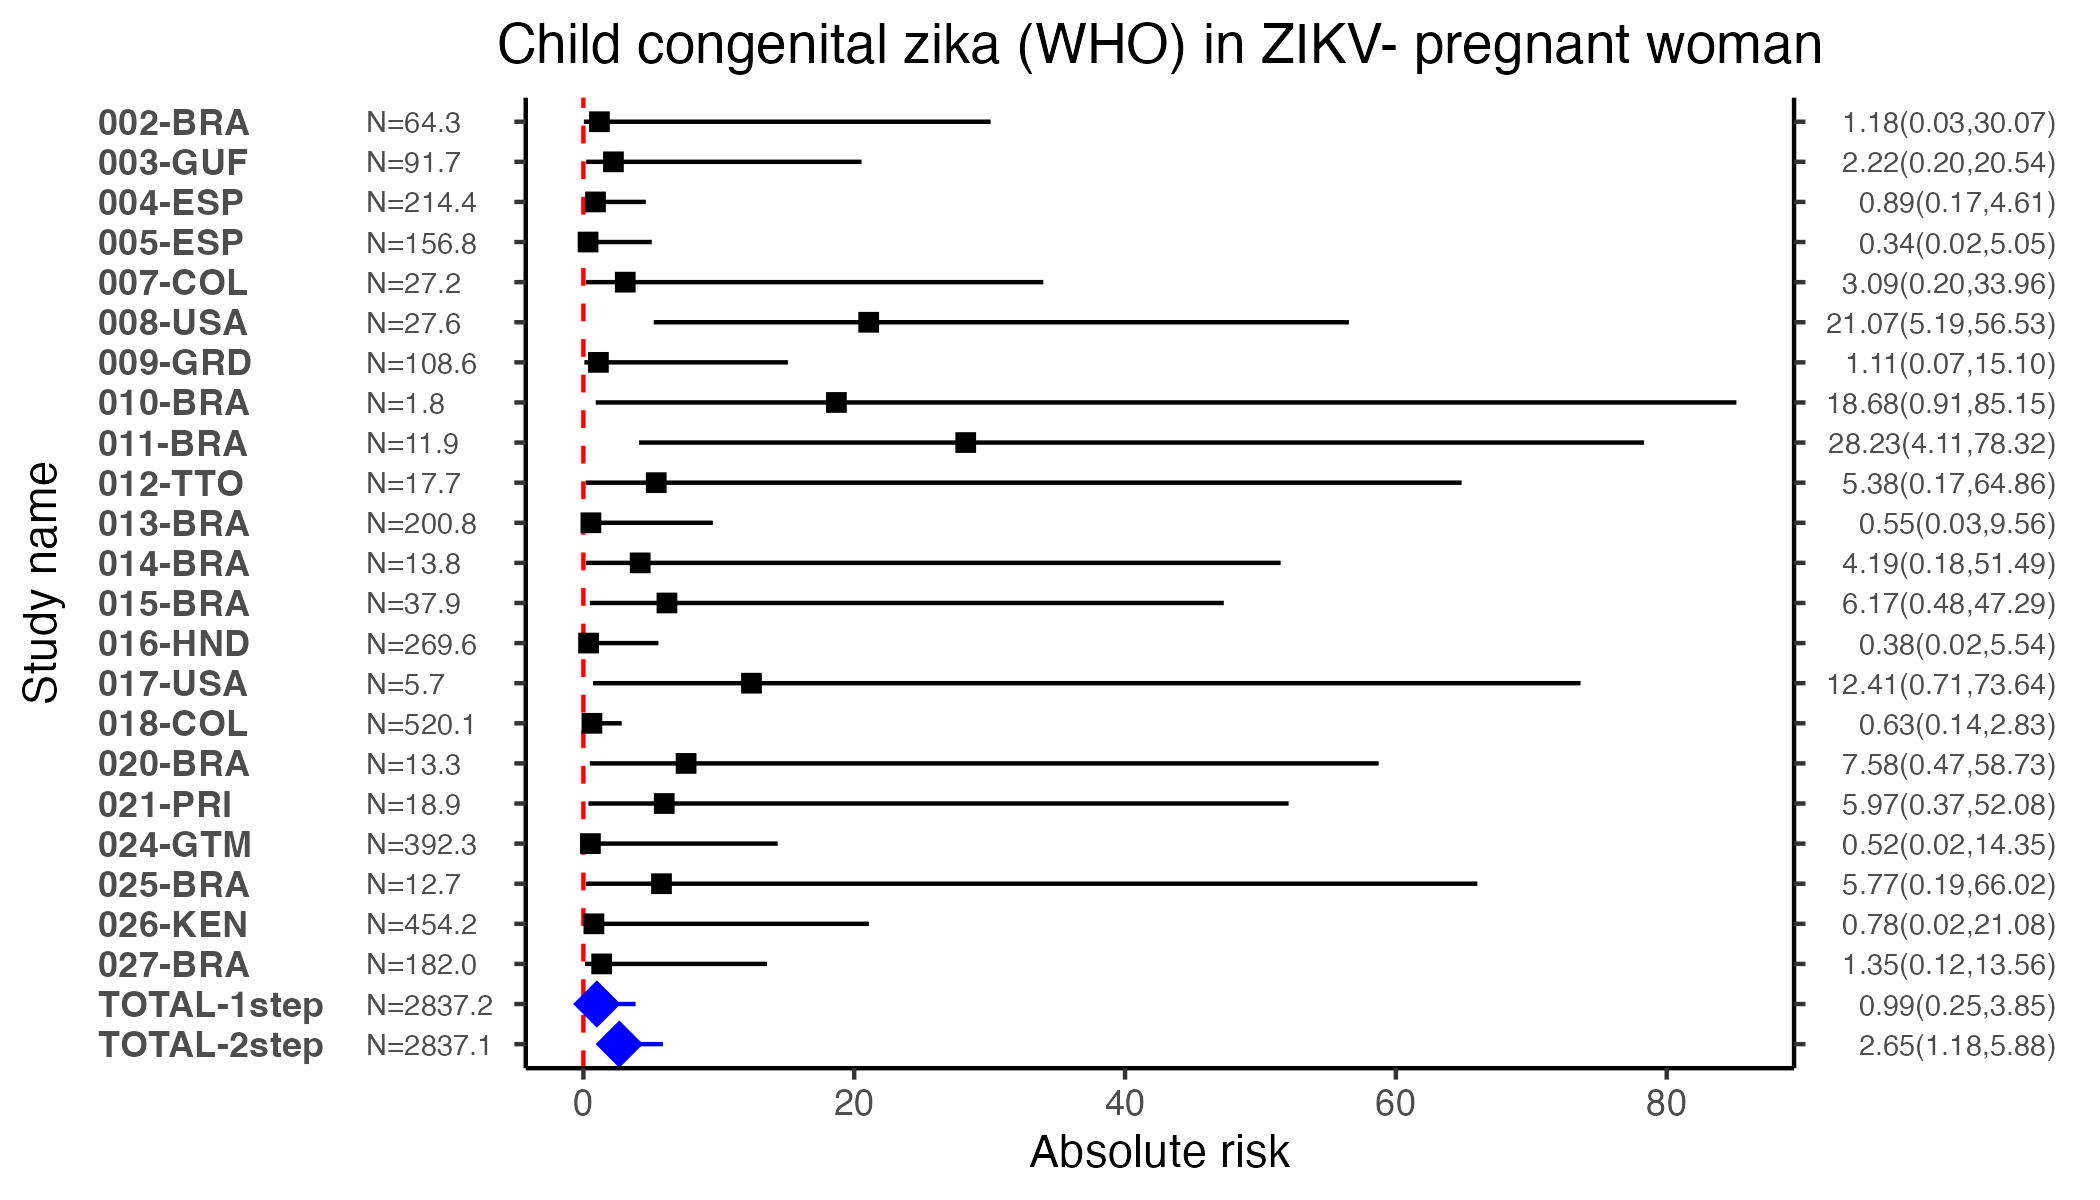 Child congenital zika (WHO) in ZIKV- pregnant woman
002-BRA N=64.3 1.18(0.03,30.07)
003-GUF N=91.7 2.22(0.20,20.54)
004-ESP N=214.4 0.89(0.17,4.61)
005-ESP N=156.8 0.34(0.02,5.05)
007-COL N=27.2 3.09(0.20,33.96)
008-USA N=27.6 21.07(5.19,56.53)
009-GRD N=108.6 1.11(0.07,15.10)
010-BRA N=1.8 18.68(0.91,85.15)
011-BRA N=11.9 28.23(4.11,78.32)
012-TTO N=17.7 5.38(0.17,64.86)
013-BRA N=200.8 0.55(0.03,9.56)
014-BRA N=13.8 4.19(0.18,51.49)
015-BRA N=37.9 6.17(0.48,47.29)
016-HND N=269.6 0.38(0.02,5.54)
017-USA N=5.7 12.41(0.71,73.64)
018-COL N=520.1 0.63(0.14,2.83)
020-BRA N=13.3 7.58(0.47,58.73)
021-PRI N=18.9 5.97(0.37,52.08)
024-GTM N=392.3 0.52(0.02,14.35)
025-BRA N=12.7 5.77(0.19,66.02)
026-KEN N=454.2 0.78(0.02,21.08)
027-BRA N=182.0 1.35(0.12,13.56)
TOTAL-1step N=2837.2 0.99(0.25,3.85)
TOTAL-2step N=2837.1 2.65(1.18,5.88)
Study name
0 20 40 60 80
Absolute risk